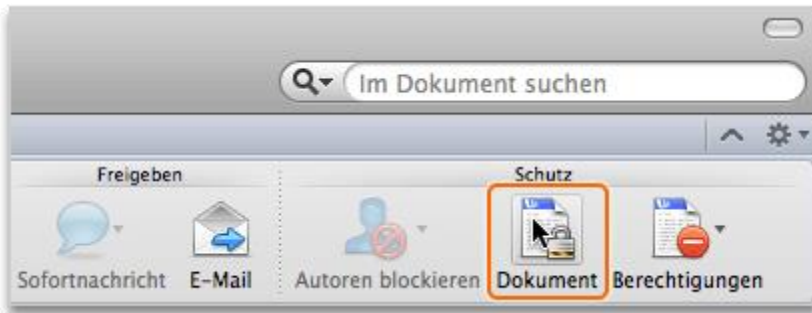 Im Dokument suchen
Freigeben
Schutz
Sofortnachricht
E-Mail
Autoren blockieren
Dokument
Berechtigungen